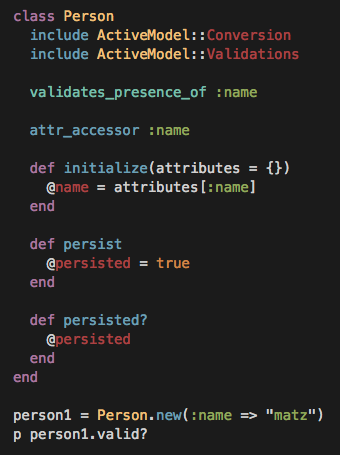 class Person
  include ActiveModel::Conversion
  include ActiveModel::Validations

  validates_presence_of :name

  attr_accessor :name

  def initialize(attributes = {})
    @name = attributes[:name]
  end

  def persist
    @persisted = true
  end

  def persisted?
    @persisted
  end
end

person1 = Person.new(:name => "matz")
p person1.valid?